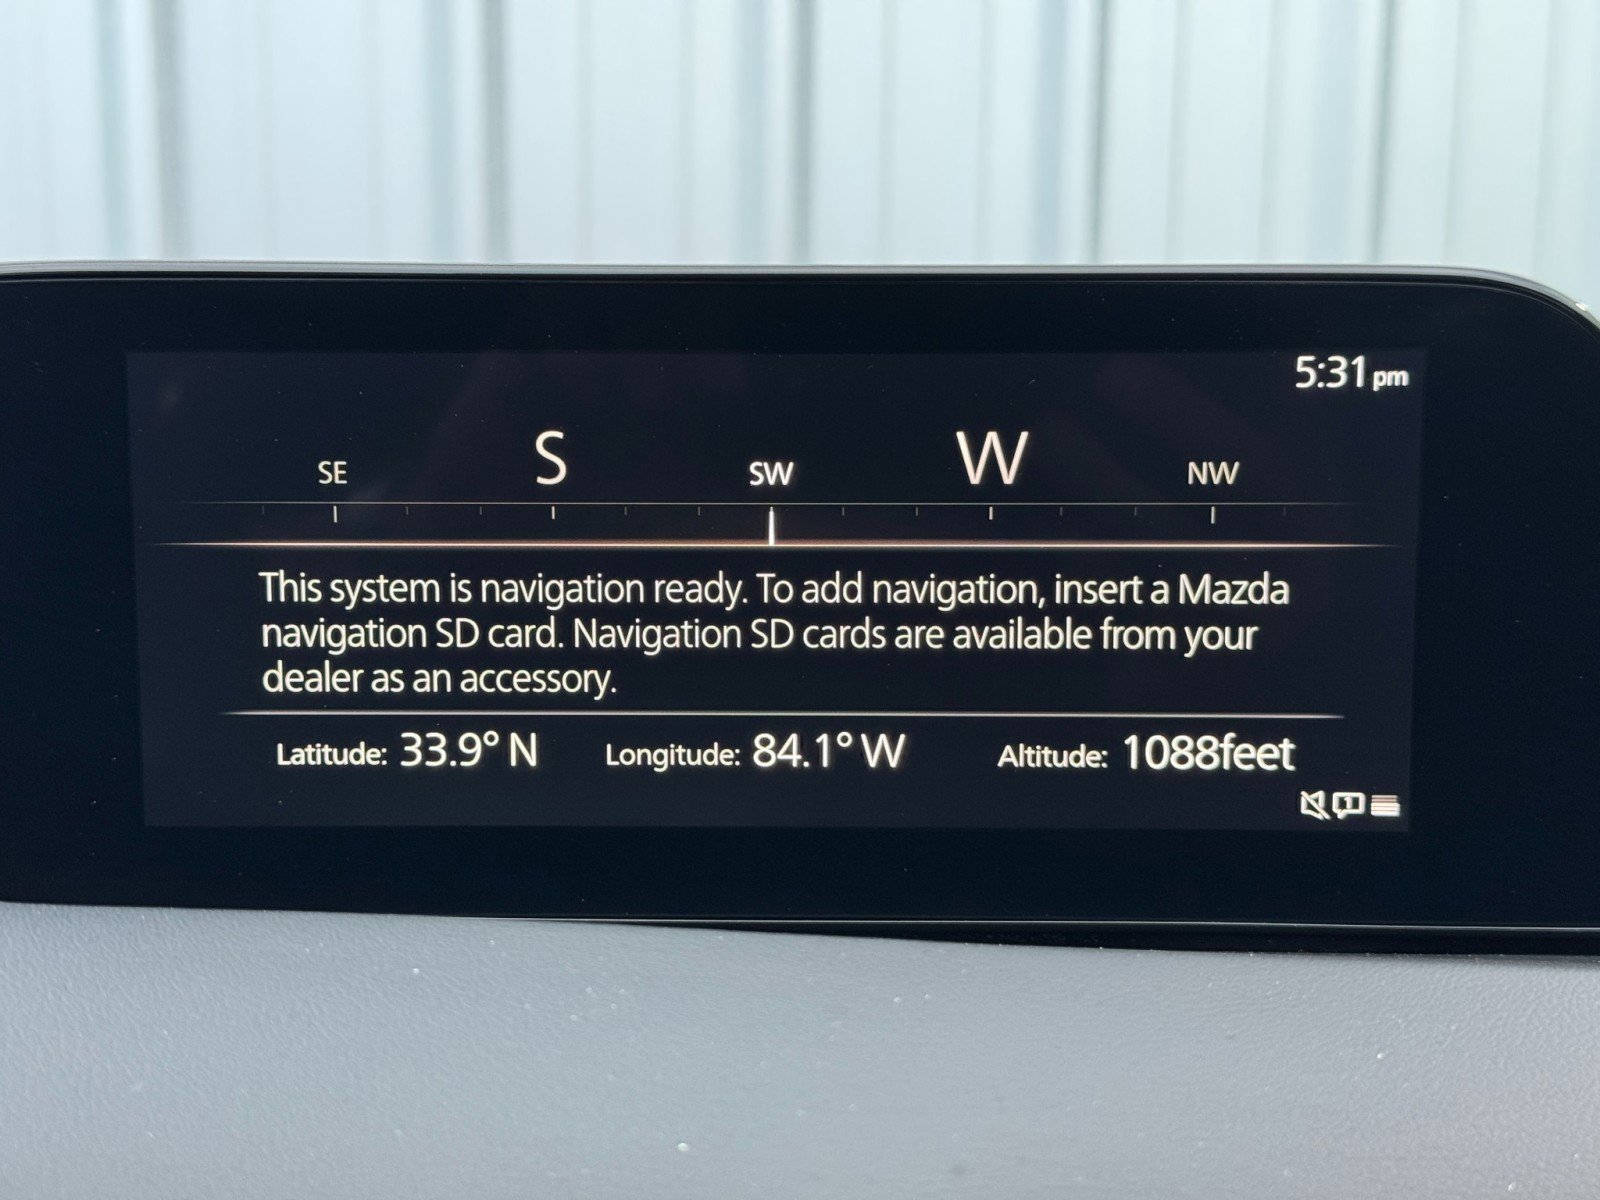 5:31 pm
SE S SW W NW
This system is navigation ready. To add navigation, insert a Mazda
navigation SD card. Navigation SD cards are available from your
dealer as an accessory.
Latitude: 33.9° N Longitude: 84.1° W Altitude: 1088feet
1